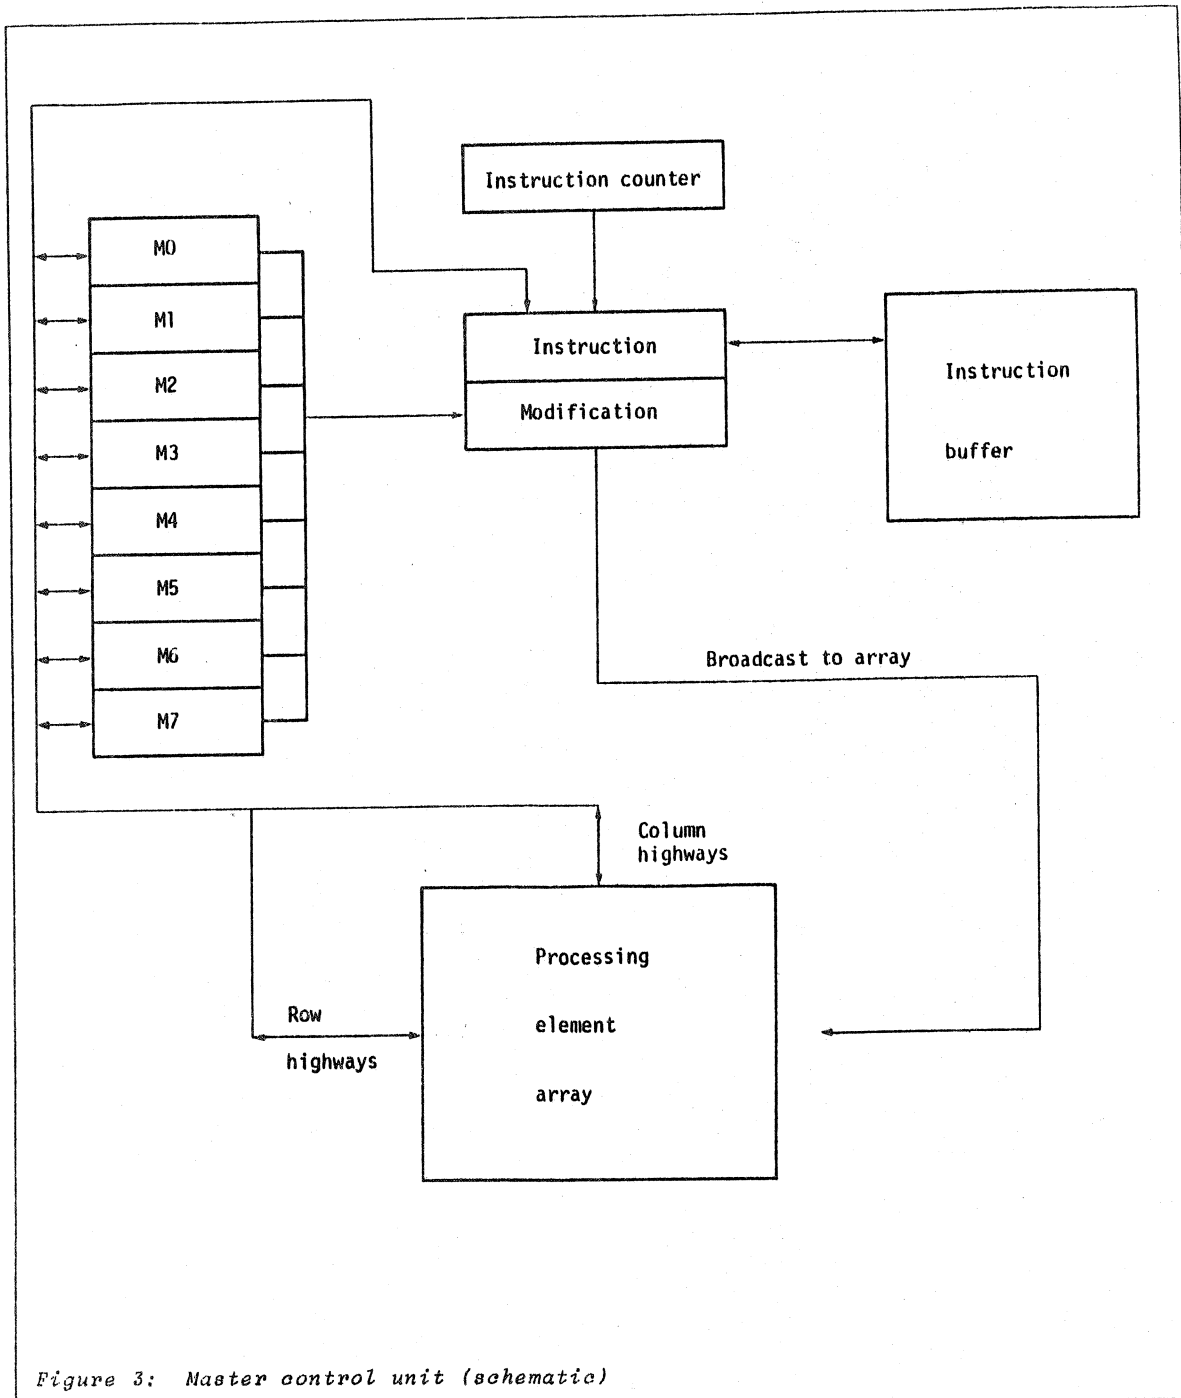 Instruction counter
M0
M1
M2
M3
M4
M5
M6
M7
Instruction
Modification
Instruction
buffer
Broadcast to array
Column
highways
Processing
element
array
Row
highways
Figure 3: Master control unit (schematic)